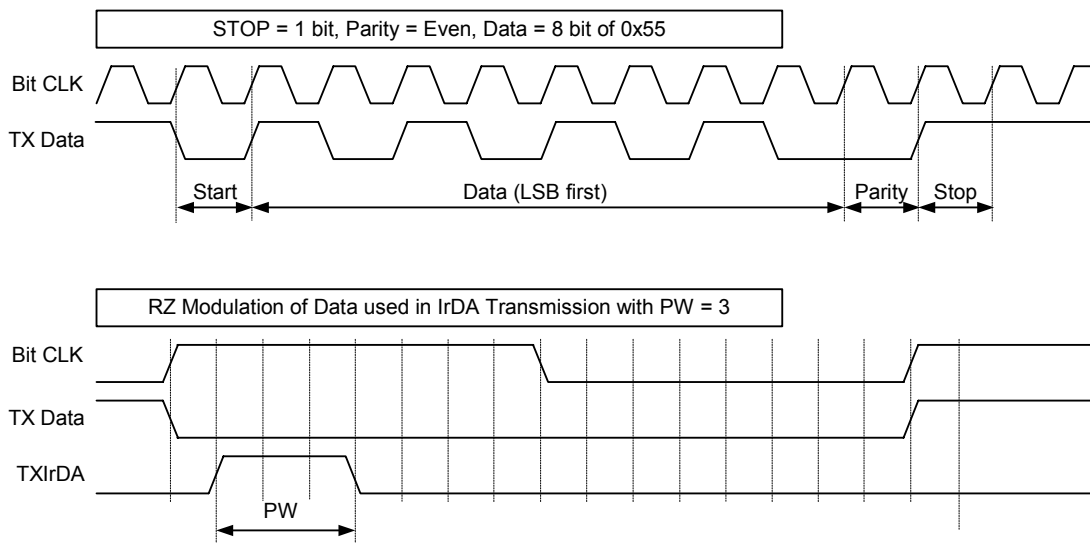 STOP = 1 bit, Parity = Even, Data = 8 bit of 0x55
Bit CLK
TX Data
Start
Data (LSB first)
Parity
Stop
RZ Modulation of Data used in IrDA Transmission with PW = 3
Bit CLK
TX Data
TXIrDA
PW